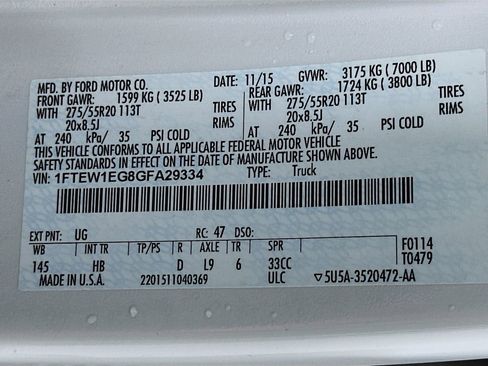 MFD. BY FORD MOTOR CO.
DATE: 11/15 GVWR: 3175 KG ( 7000 LB)
FRONT GAWR: 1599 KG ( 3525 LB) REAR GAWR: 1724 KG ( 3800 LB)
WITH 275/55R20 113T TIRES WITH 275/55R20 113T TIRES
20x8.5J RIMS 20x8.5J RIMS
AT 240 kPa/ 35 PSI COLD AT 240 kPa/ 35 PSI COLD
THIS VEHICLE CONFORMS TO ALL APPLICABLE FEDERAL MOTOR VEHICLE
SAFETY STANDARDS IN EFFECT ON THE DATE OF MANUFACTURE SHOWN ABOVE.
VIN: 1FTEW1EG8GFA29334 TYPE: Truck
EXT PNT: UG RC: 47 DSO:
WB INT TR TP/PS R AXLE TR SPR F0114
145 HB D L9 6 33CC T0479
MADE IN U.S.A. 2201511040369 ULC ▽5U5A-3520472-AA